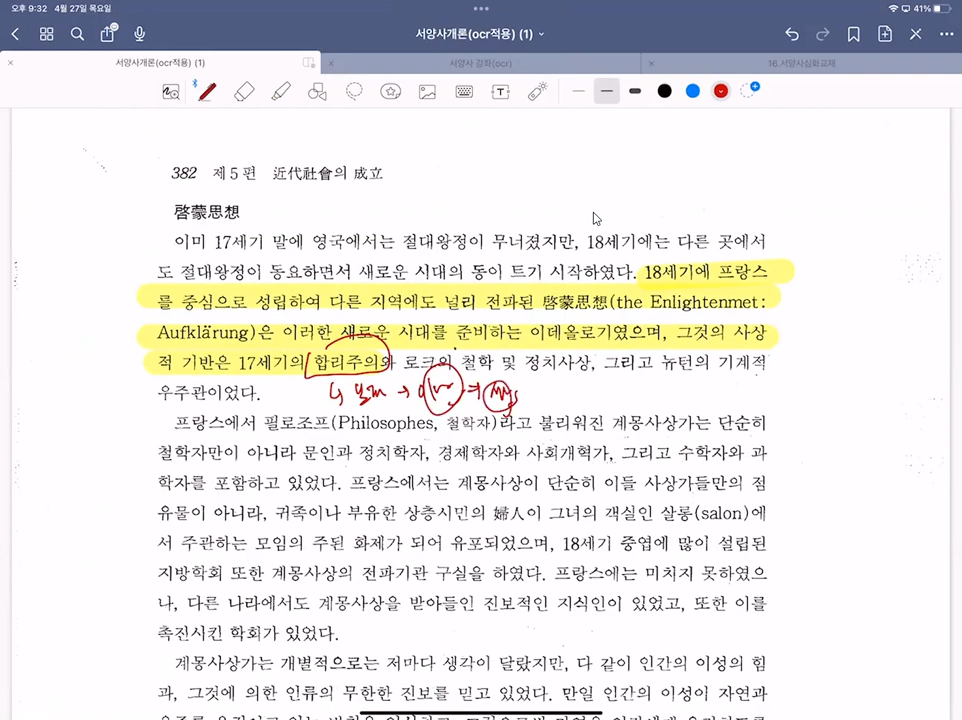 오후 9:32 4월 27일 목요일
41%
서양사개론(ocr적용) (1)
서양사개론(ocr적용) (1)
서양사 강화(ocr)
16.서양사심화교재
382 제5편 近代社會의 成立
啓蒙思想
이미 17세기 말에 영국에서는 절대왕정이 무너졌지만, 18세기에는 다른 곳에서
도 절대왕정이 동요하면서 새로운 시대의 동이 트기 시작하였다. 18세기에 프랑스
를 중심으로 성립하여 다른 지역에도 널리 전파된 啓蒙思想(the Enlightenmet:
Aufklärung)은 이러한 새로운 시대를 준비하는 이데올로기였으며, 그것의 사상
적 기반은 17세기의 합리주의와 로크의 철학 및 정치사상, 그리고 뉴턴의 기계적
우주관이었다.
프랑스에서 필로조프(Philosophes, 철학자)라고 불리워진 계몽사상가는 단순히
철학자만이 아니라 문인과 정치학자, 경제학자와 사회개혁가, 그리고 수학자와 과
학자를 포함하고 있었다. 프랑스에서는 계몽사상이 단순히 이들 사상가들만의 점
유물이 아니라, 귀족이나 부유한 상층시민의 婦人이 그녀의 객실인 살롱(salon)에
서 주관하는 모임의 주된 화제가 되어 유포되었으며, 18세기 중엽에 많이 설립된
지방학회 또한 계몽사상의 전파기관 구실을 하였다. 프랑스에는 미치지 못하였으
나, 다른 나라에서도 계몽사상을 받아들인 진보적인 지식인이 있었고, 또한 이를
촉진시킨 학회가 있었다.
계몽사상가는 개별적으로는 저마다 생각이 달랐지만, 다 같이 인간의 이성의 힘
과, 그것에 의한 인류의 무한한 진보를 믿고 있었다. 만일 인간의 이성이 자연과